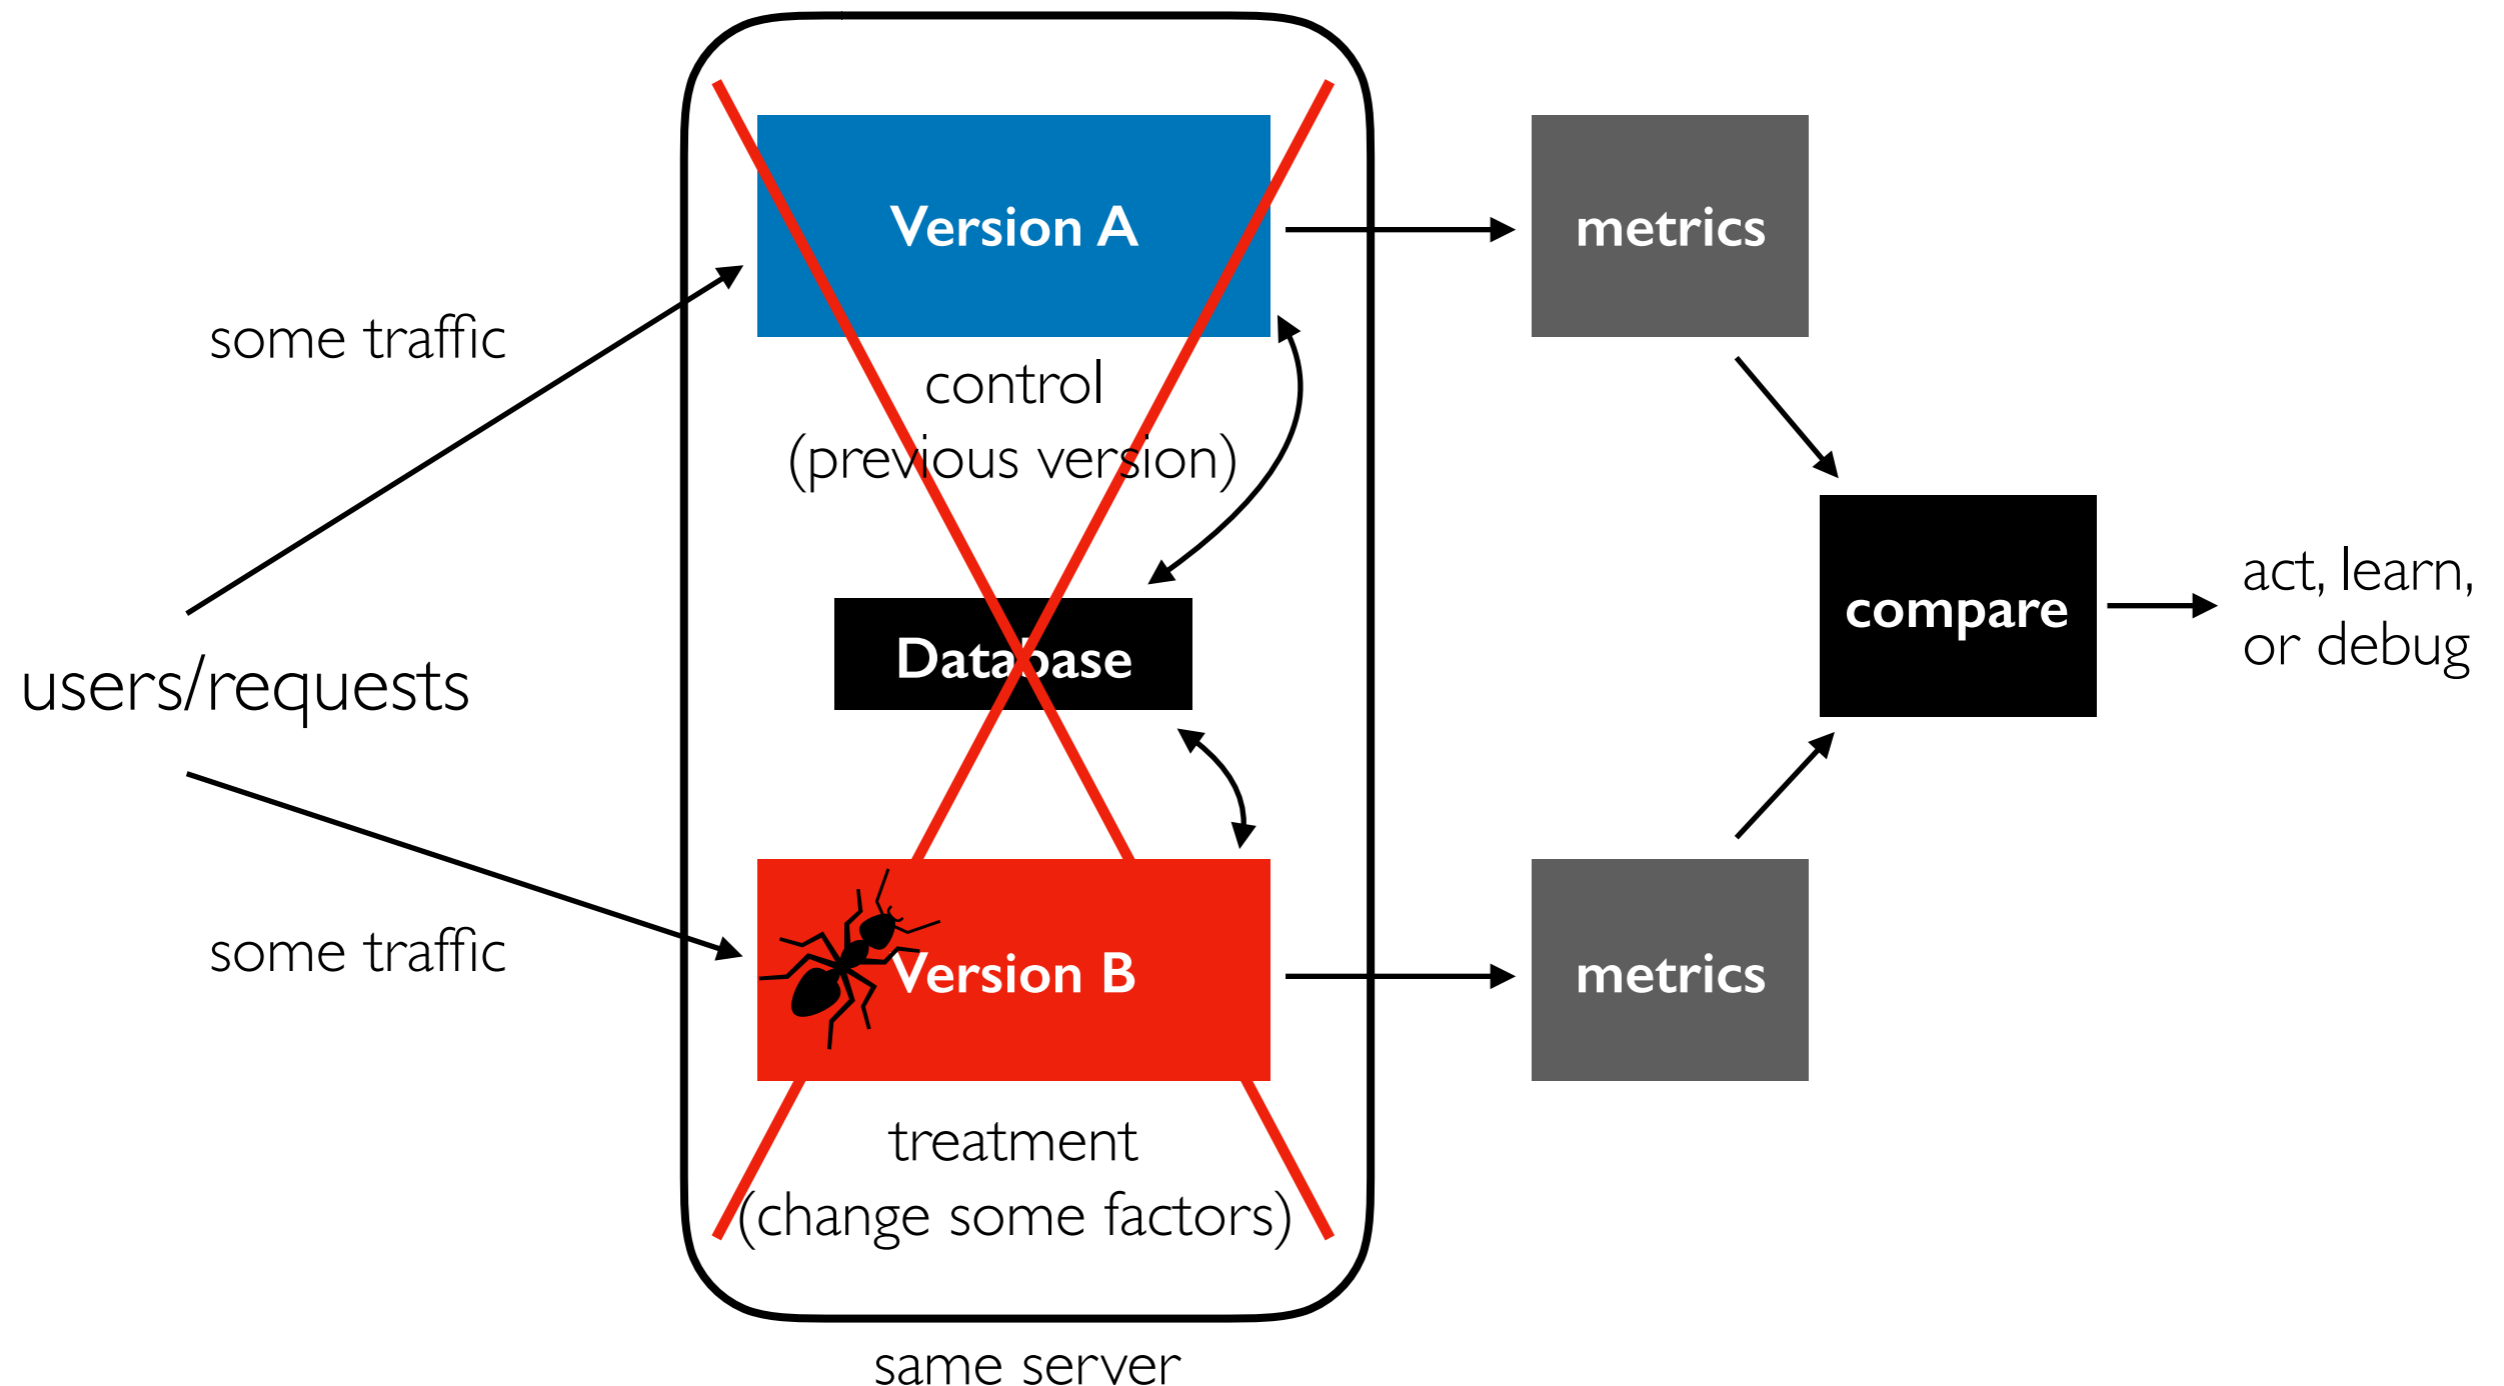 Version A
metrics
some traffic
control
(previous version)
act, learn,
or debug
compare
Database
users/requests
some traffic
Version B
metrics
treatment
(change some factors)
same server